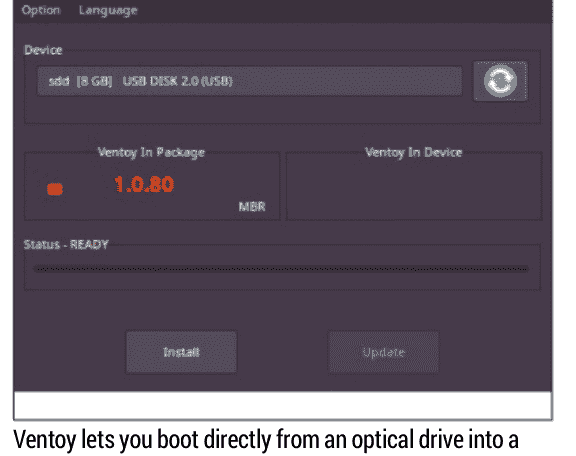 Option Language
Device
sdd [8 GB] USB DISK 2.0 (USB)
Ventoy In Package
Ventoy In Device
1.0.80
MBR
Status - READY
Install
Update
Ventoy lets you boot directly from an optical drive into a